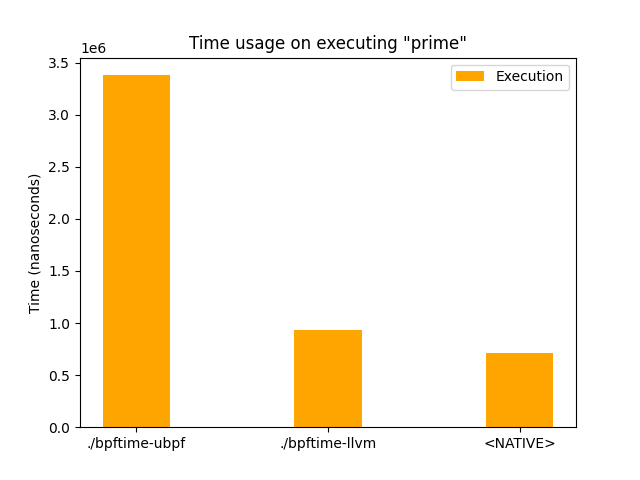 Time usage on executing "prime"
1e6
Execution
3.5
3.0
2.5
2.0
1.5
1.0
0.5
0.0
Time (nanoseconds)
./bpftime-ubpf ./bpftime-llvm <NATIVE>